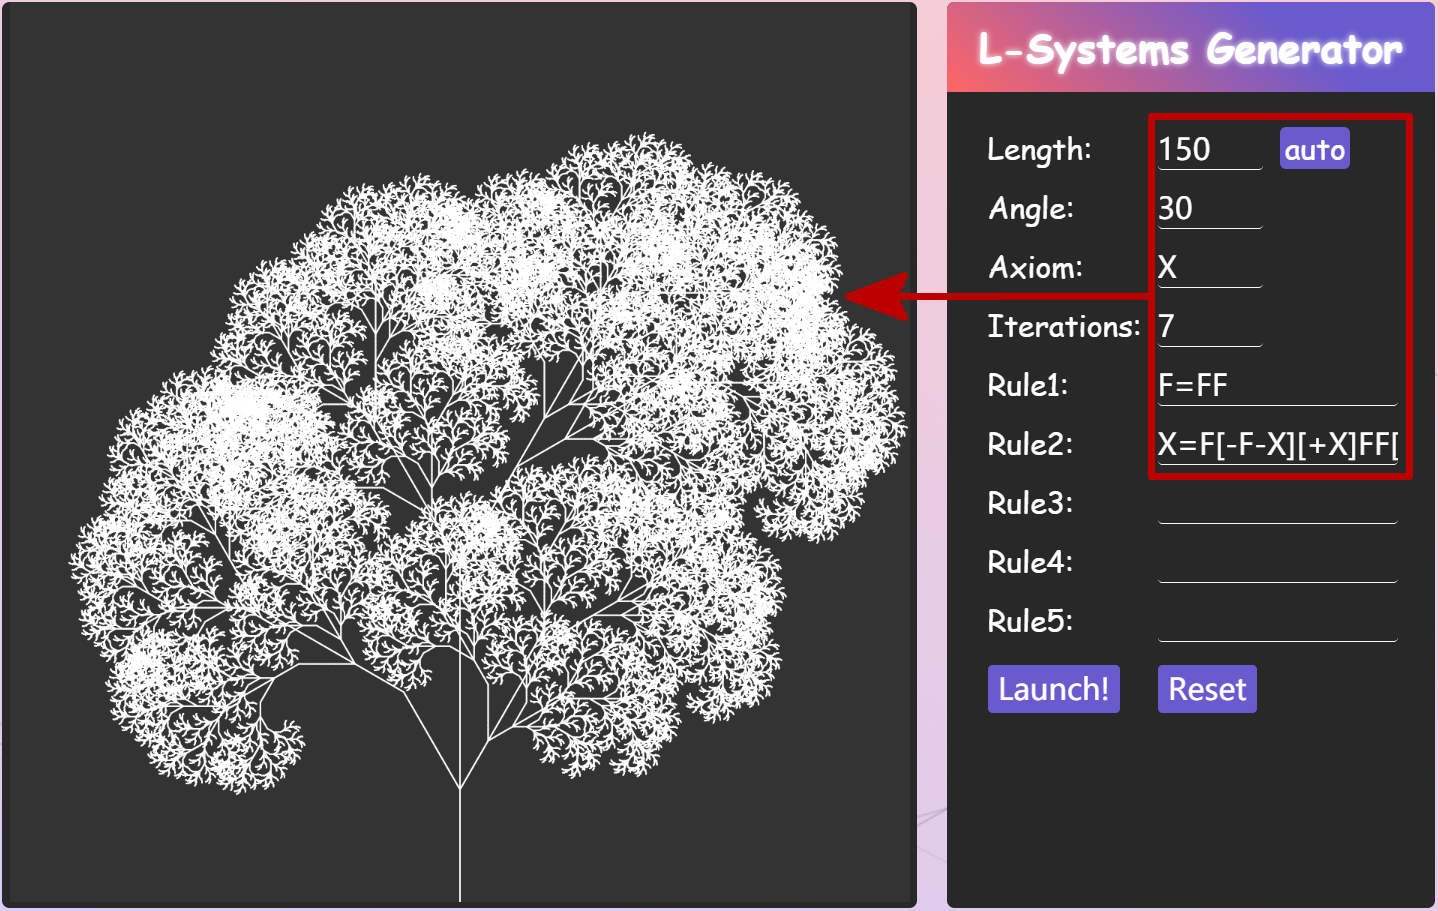 L-Systems Generator
Length: 150 auto
Angle: 30
Axiom: X
Iterations: 7
Rule1: F=FF
Rule2: X=F[-F-X][+X]FF[
Rule3:
Rule4:
Rule5:
Launch! Reset